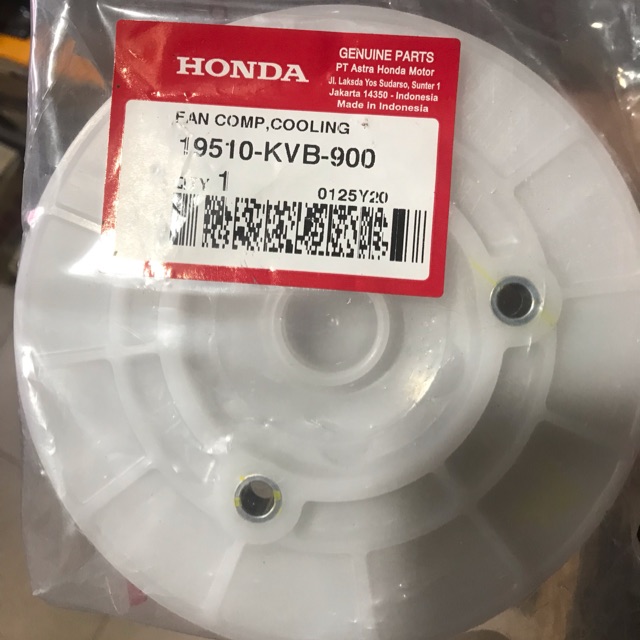 HONDA
GENUINE PARTS
PT Astra Honda Motor
Jl. Laksda Yos Sudarso, Sunter 1
Jakarta 14350 - Indonesia
Made in Indonesia
FAN COMP,COOLING
19510-KVB-900
QTY 1
0125Y20